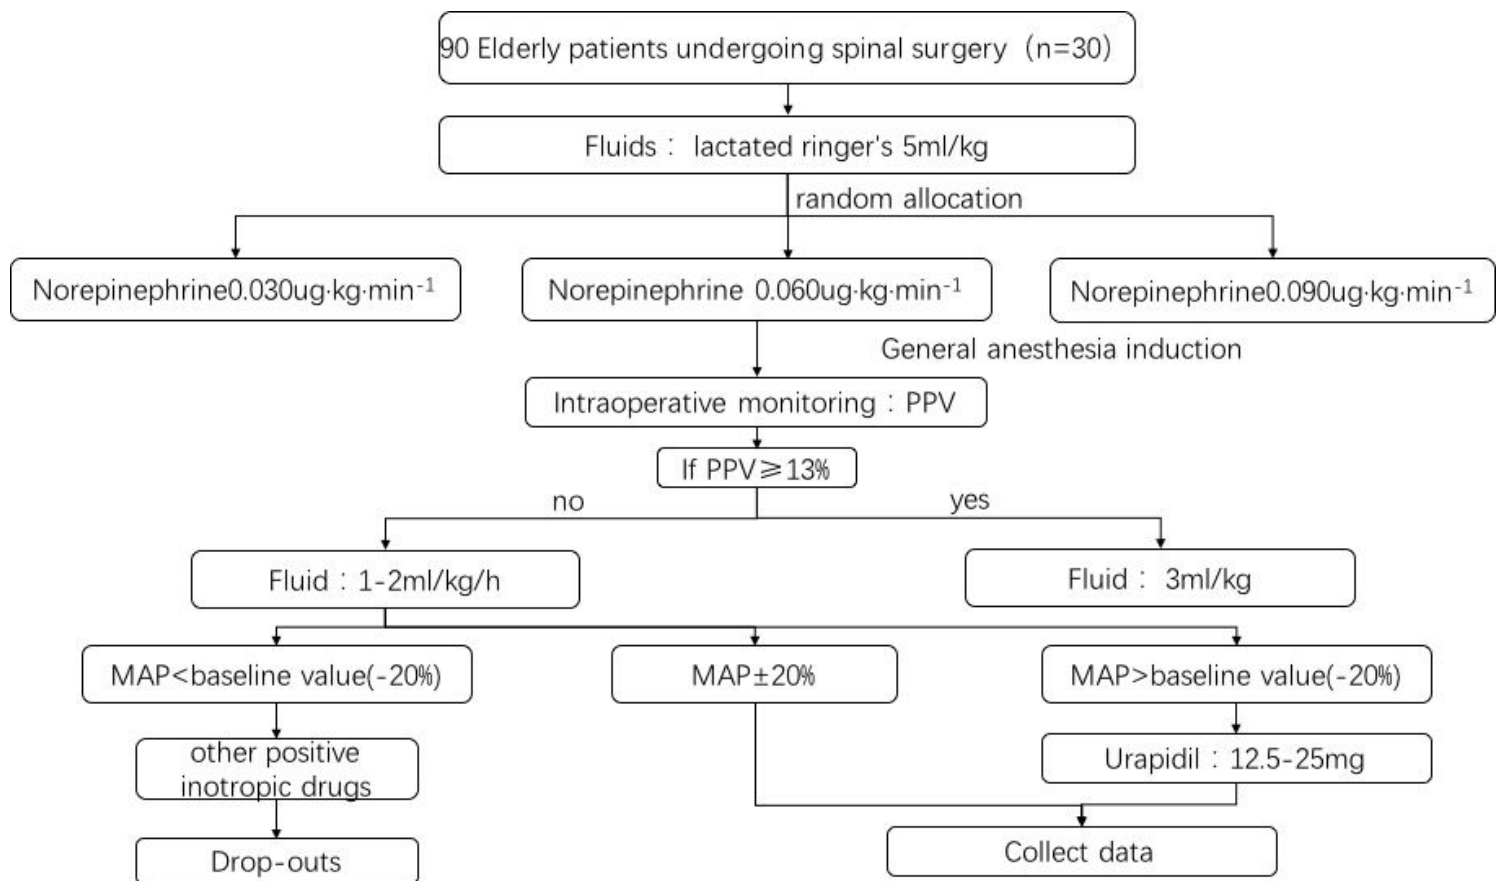 90 Elderly patients undergoing spinal surgery（n=30）
Fluids： lactated ringer's 5ml/kg
random allocation
Norepinephrine0.030ug·kg·min⁻¹
Norepinephrine 0.060ug·kg·min⁻¹
Norepinephrine0.090ug·kg·min⁻¹
General anesthesia induction
Intraoperative monitoring：PPV
If PPV≥13%
no
yes
Fluid：1-2ml/kg/h
Fluid： 3ml/kg
MAP<baseline value(-20%)
MAP±20%
MAP>baseline value(-20%)
other positive
inotropic drugs
Urapidil：12.5-25mg
Drop-outs
Collect data